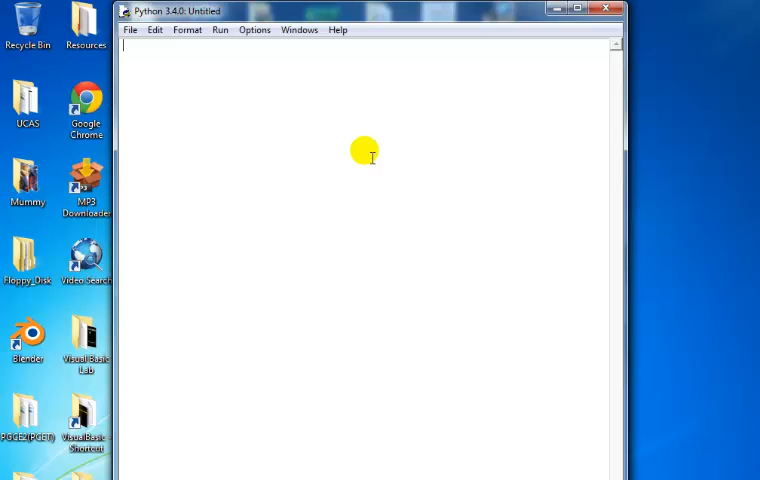 Python 3.4.0: Untitled
File Edit Format Run Options Windows Help
Recycle Bin
Resources
UCAS
Google
Chrome
Mummy
MP3
Downloader
Floppy_Disk
Video Search
Blender
Visual Basic
Lab
PGCE2(PCET)
VisualBasic -
Shortcut